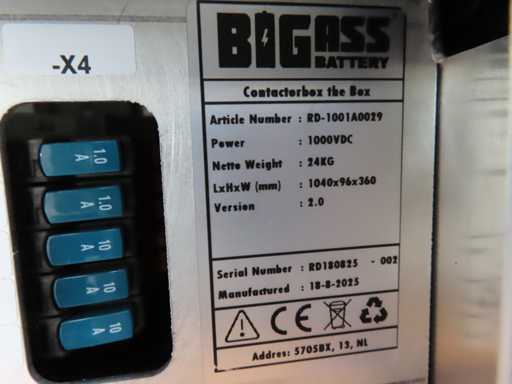 -X4
BIGASS
BATTERY
Contactorbox the Box
Article Number : RD-1001A0029
Power : 1000VDC
Netto Weight : 24KG
LxHxW (mm) : 1040x96x360
Version : 2.0
Serial Number : RD180825 - 002
Manufactured : 18-8-2025
CE
Addres: 5705BX, 13, NL
1.0 A
1.0 A
10 A
10 A
10 A